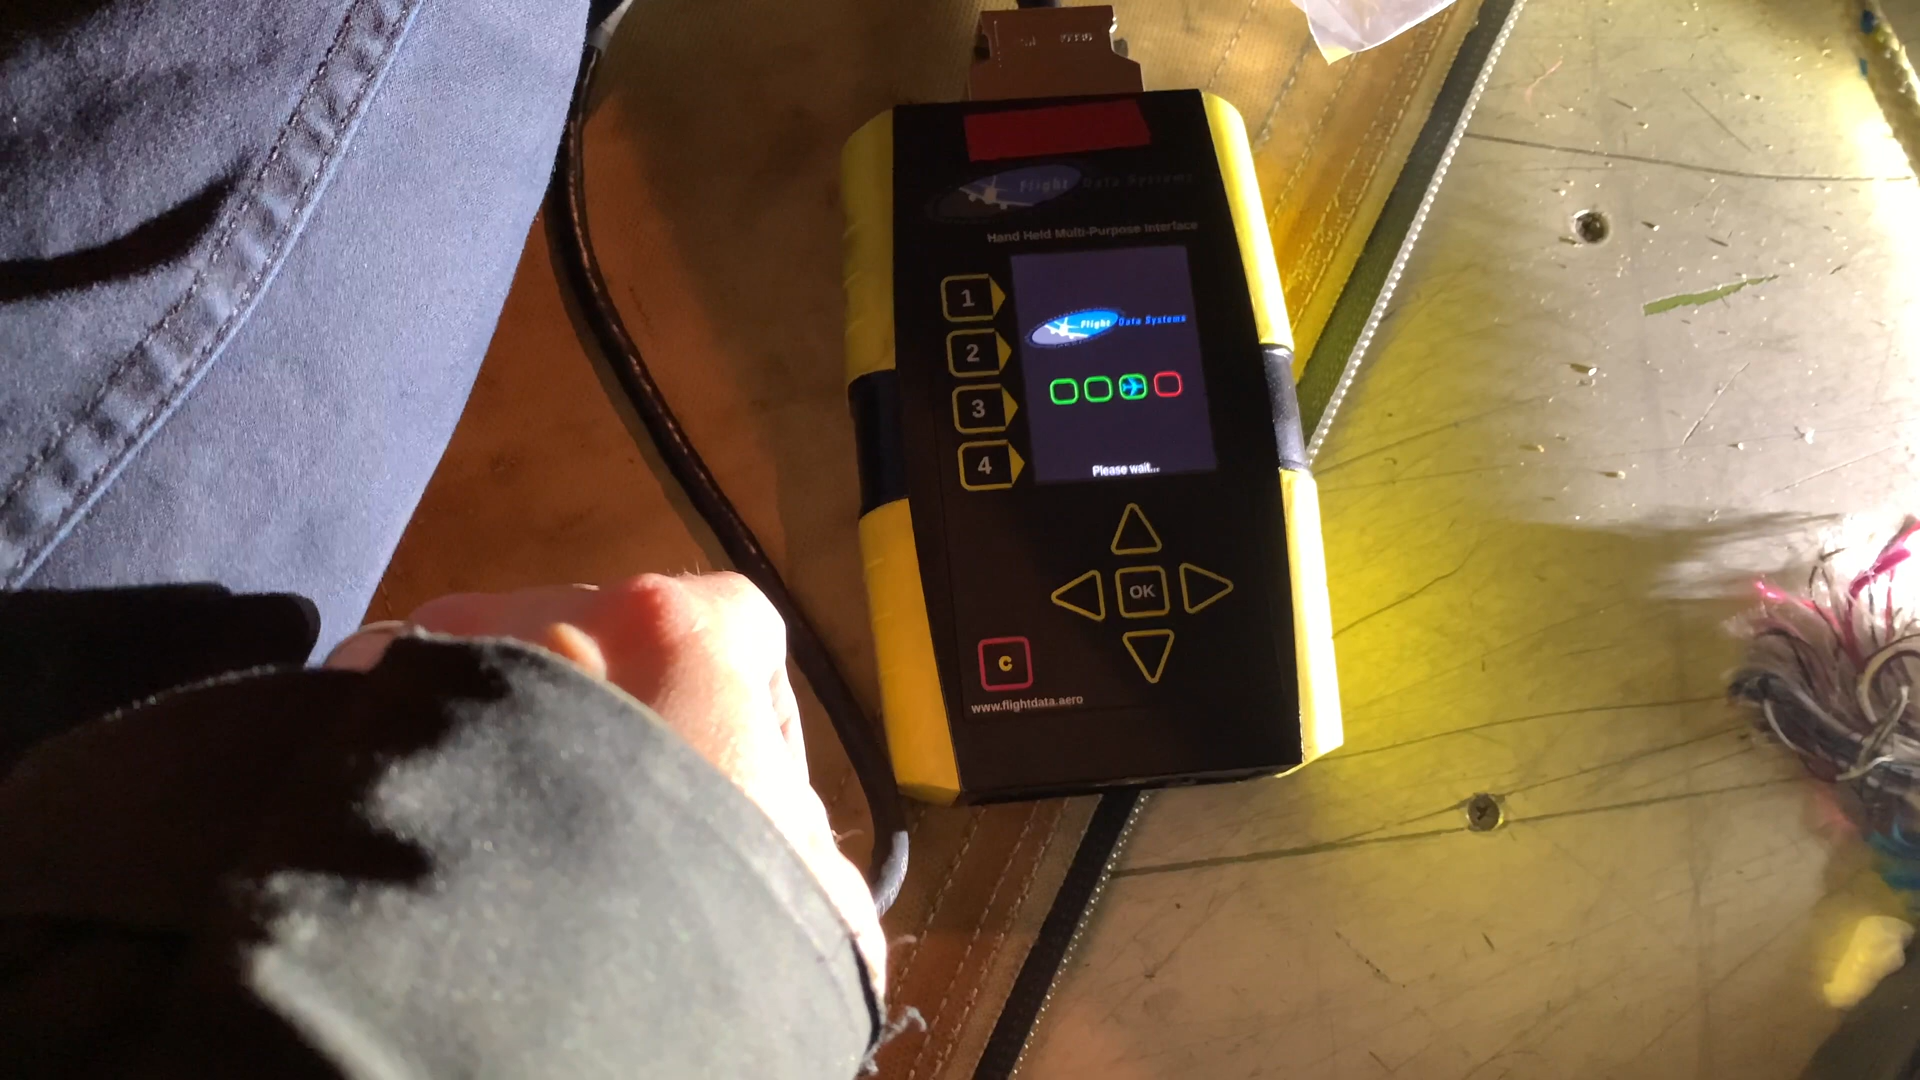 Flight Data Systems
Hand Held Multi-Purpose Interface
1
2
3
4
Flight Data Systems
Please wait...
OK
C
www.flightdata.aero